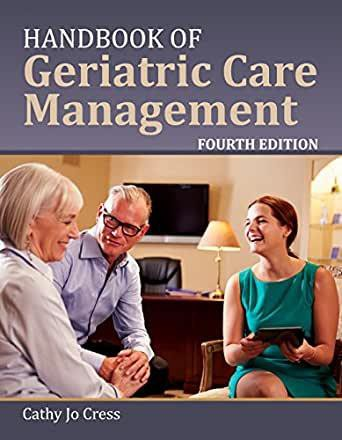 HANDBOOK OF
Geriatric Care
Management
FOURTH EDITION
Cathy Jo Cress